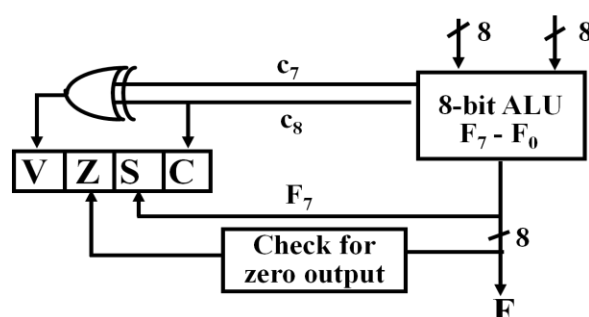 8
8
c7
8-bit ALU
F7 - F0
c8
V Z S C
F7
Check for
zero output
8
F